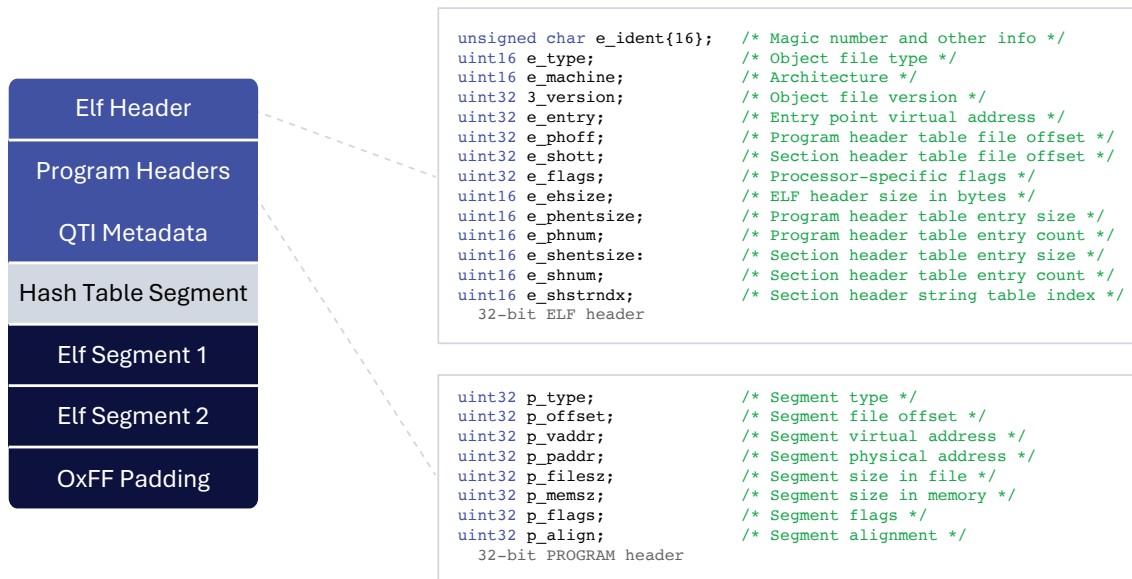 Elf Header
Program Headers
QTI Metadata
Hash Table Segment
Elf Segment 1
Elf Segment 2
OxFF Padding
unsigned char e_ident{16}; /* Magic number and other info */
uint16 e_type; /* Object file type */
uint16 e_machine; /* Architecture */
uint32 3_version; /* Object file version */
uint32 e_entry; /* Entry point virtual address */
uint32 e_phoff; /* Program header table file offset */
uint32 e_shott; /* Section header table file offset */
uint32 e_flags; /* Processor-specific flags */
uint16 e_ehsize; /* ELF header size in bytes */
uint16 e_phentsize; /* Program header table entry size */
uint16 e_phnum; /* Program header table entry count */
uint16 e_shentsize: /* Section header table entry size */
uint16 e_shnum; /* Section header table entry count */
uint16 e_shstrndx; /* Section header string table index */
32-bit ELF header
uint32 p_type; /* Segment type */
uint32 p_offset; /* Segment file offset */
uint32 p_vaddr; /* Segment virtual address */
uint32 p_paddr; /* Segment physical address */
uint32 p_filesz; /* Segment size in file */
uint32 p_memsz; /* Segment size in memory */
uint32 p_flags; /* Segment flags */
uint32 p_align; /* Segment alignment */
32-bit PROGRAM header